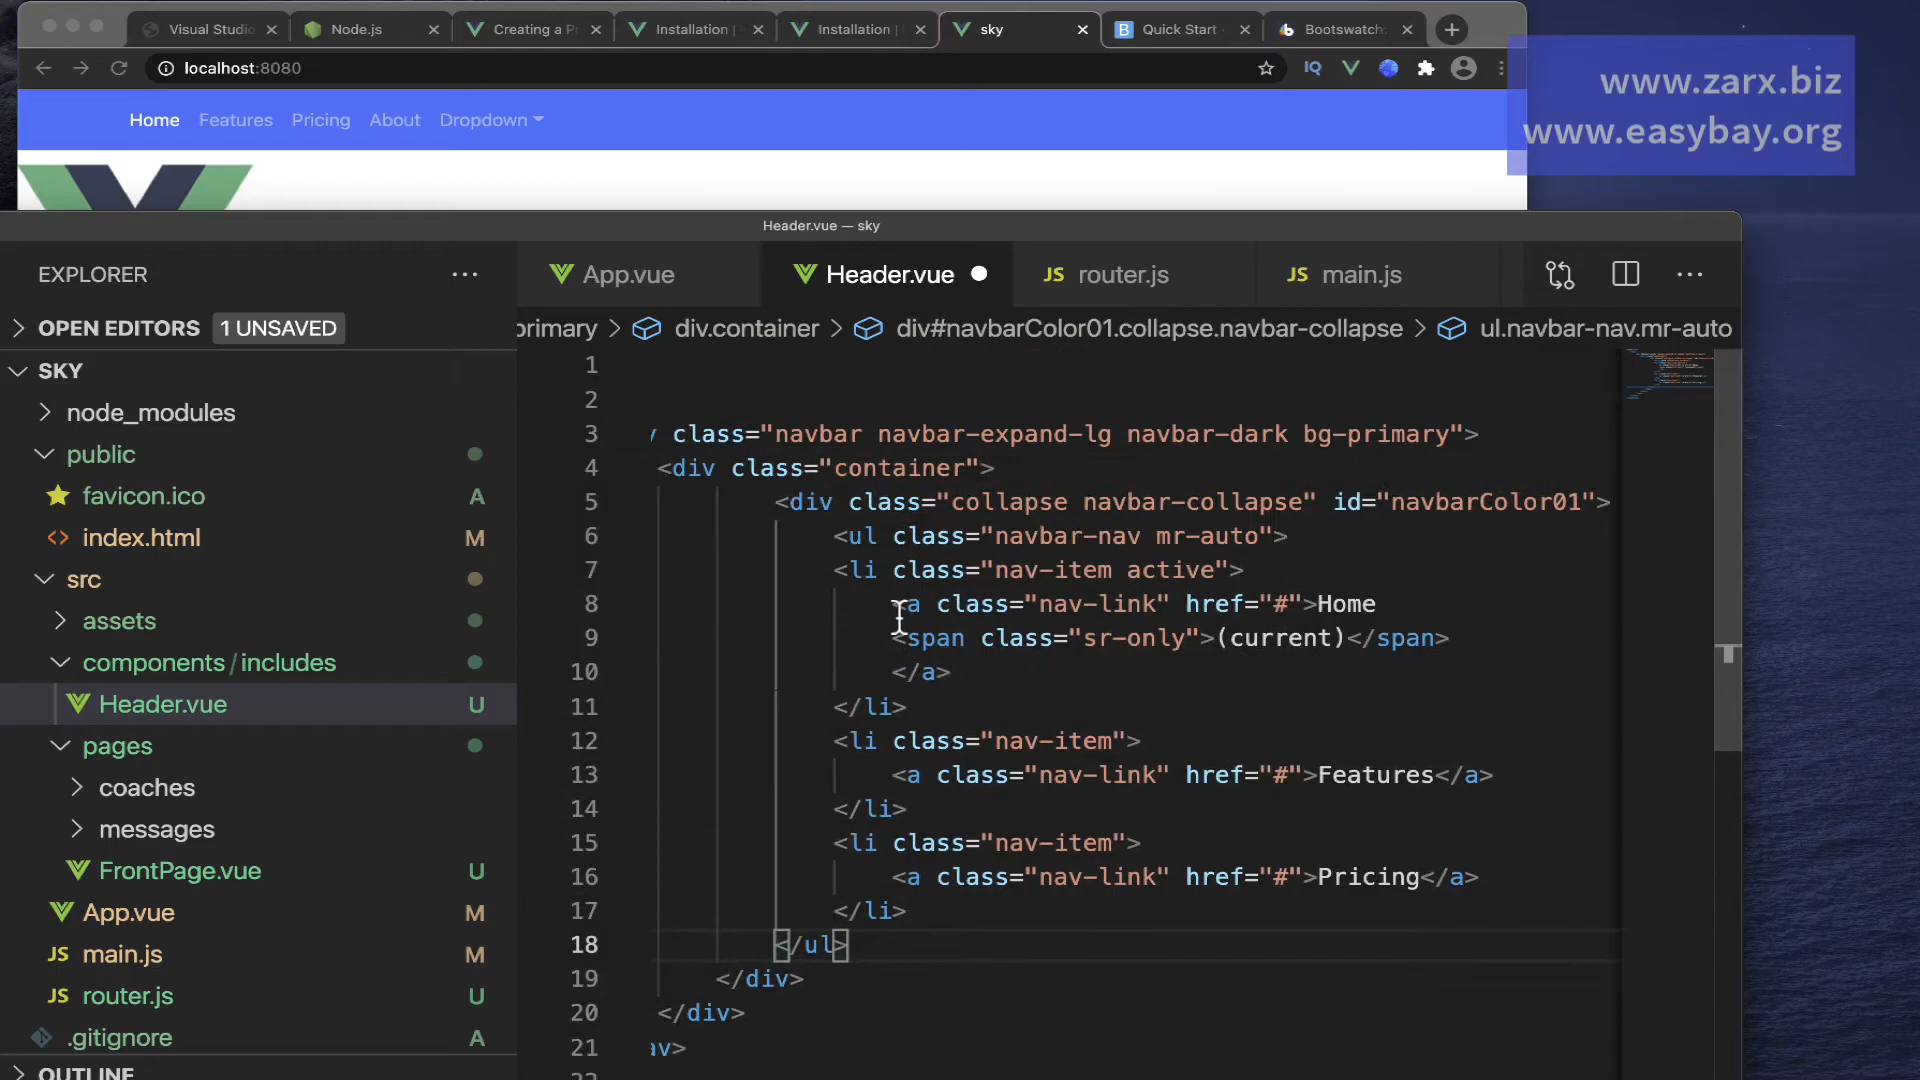 Visual Studio
Node.js
Creating a Pr
Installation |
Installation |
sky
Quick Start
Bootswatch:
localhost:8080
IQ
www.zarx.biz
www.easybay.org
Home
Features
Pricing
About
Dropdown
Header.vue — sky
EXPLORER
App.vue
Header.vue
JS router.js
JS main.js
OPEN EDITORS
1 UNSAVED
primary > div.container > div#navbarColor01.collapse.navbar-collapse > ul.navbar-nav.mr-auto
SKY
node_modules
public
favicon.ico A
index.html M
src
assets
components/includes
Header.vue U
pages
coaches
messages
FrontPage.vue U
App.vue M
JS main.js M
JS router.js U
.gitignore A
OUTLINE
1
2
3 v class="navbar navbar-expand-lg navbar-dark bg-primary">
4 <div class="container">
5 <div class="collapse navbar-collapse" id="navbarColor01">
6 <ul class="navbar-nav mr-auto">
7 <li class="nav-item active">
8 <a class="nav-link" href="#">Home
9 <span class="sr-only">(current)</span>
10 </a>
11 </li>
12 <li class="nav-item">
13 <a class="nav-link" href="#">Features</a>
14 </li>
15 <li class="nav-item">
16 <a class="nav-link" href="#">Pricing</a>
17 </li>
18 </ul>
19 </div>
20 </div>
21 av>